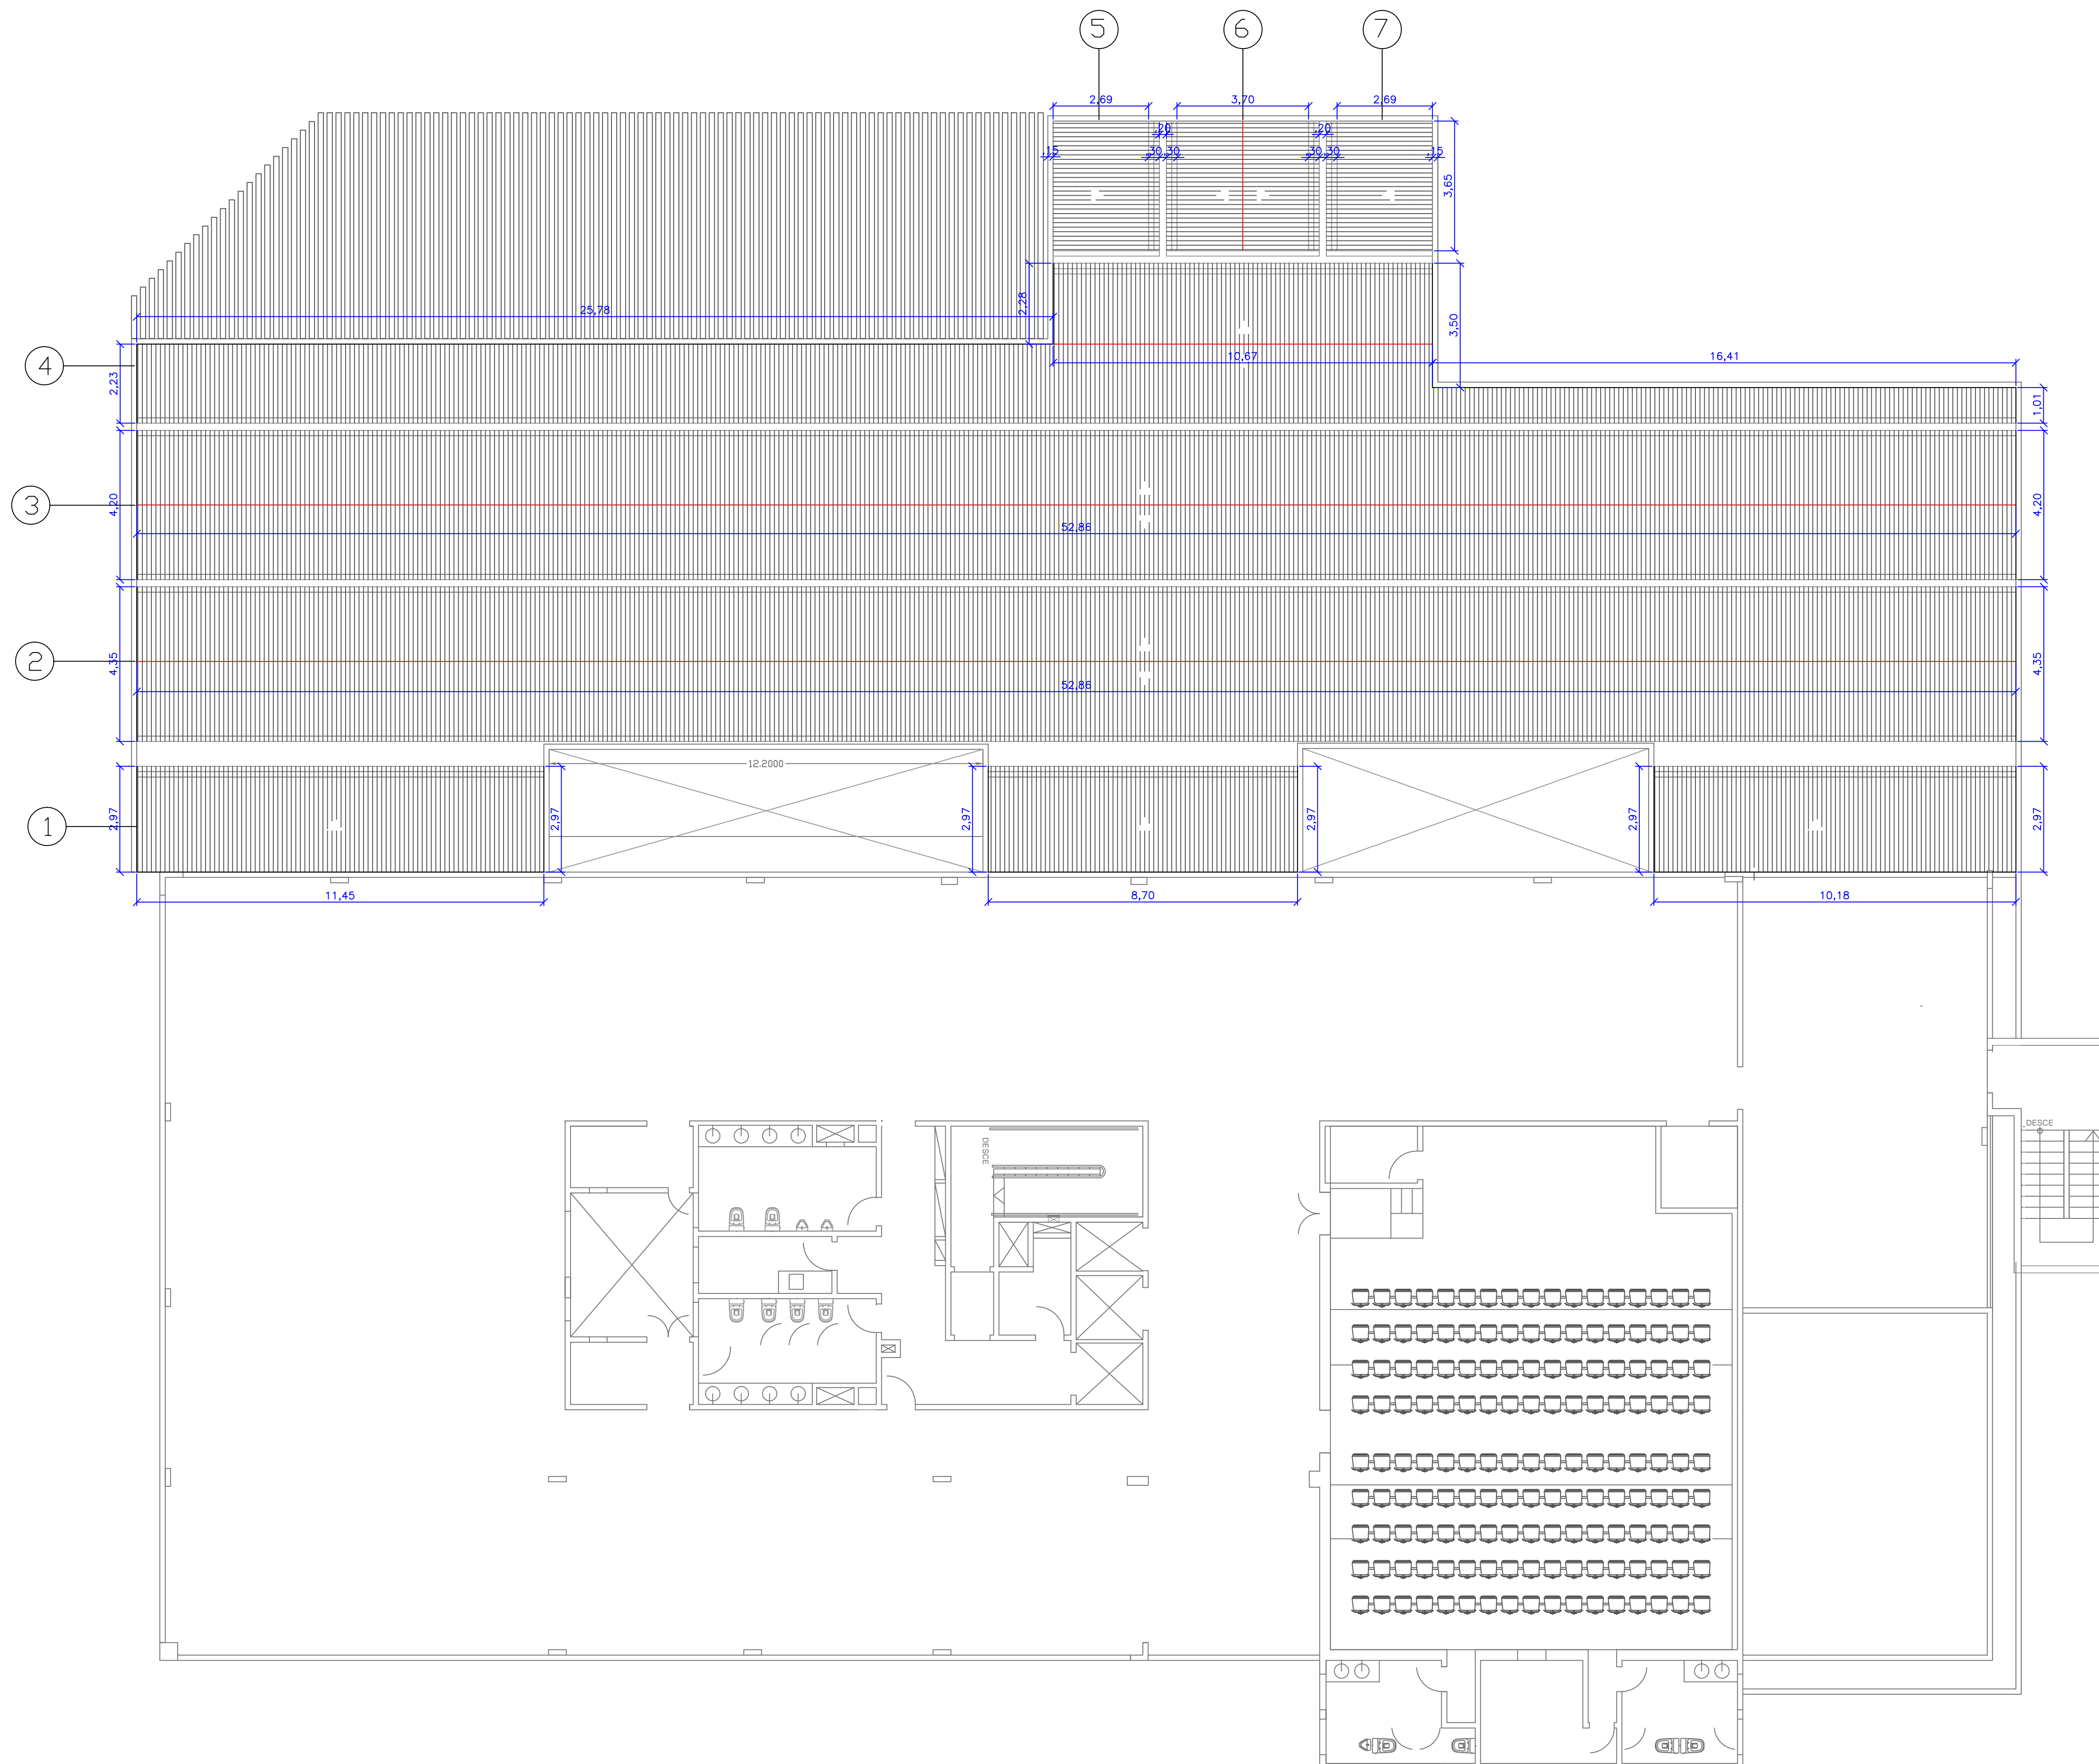 5 6 7
2,69 3,70 2,69
,20 ,20
,15 ,30 ,30 ,30 ,30 ,15
3,65
25,78 2,28 3,50
4 2,23 10,67 16,41 1,01
3 4,20 4,20
52,86
2 4,35 4,35
52,86
12.2000
1 2,97 2,97 2,97 2,97 2,97 2,97
11,45 8,70 10,18
DESCE
DESCE